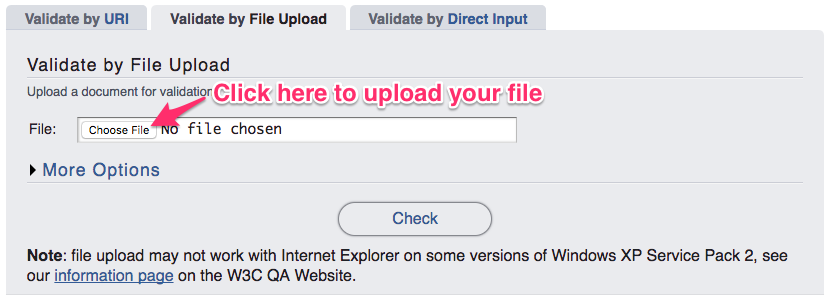 Validate by URI
Validate by File Upload
Validate by Direct Input
Validate by File Upload
Upload a document for validation
Click here to upload your file
File:
Choose File No file chosen
More Options
Check
Note: file upload may not work with Internet Explorer on some versions of Windows XP Service Pack 2, see
our information page on the W3C QA Website.